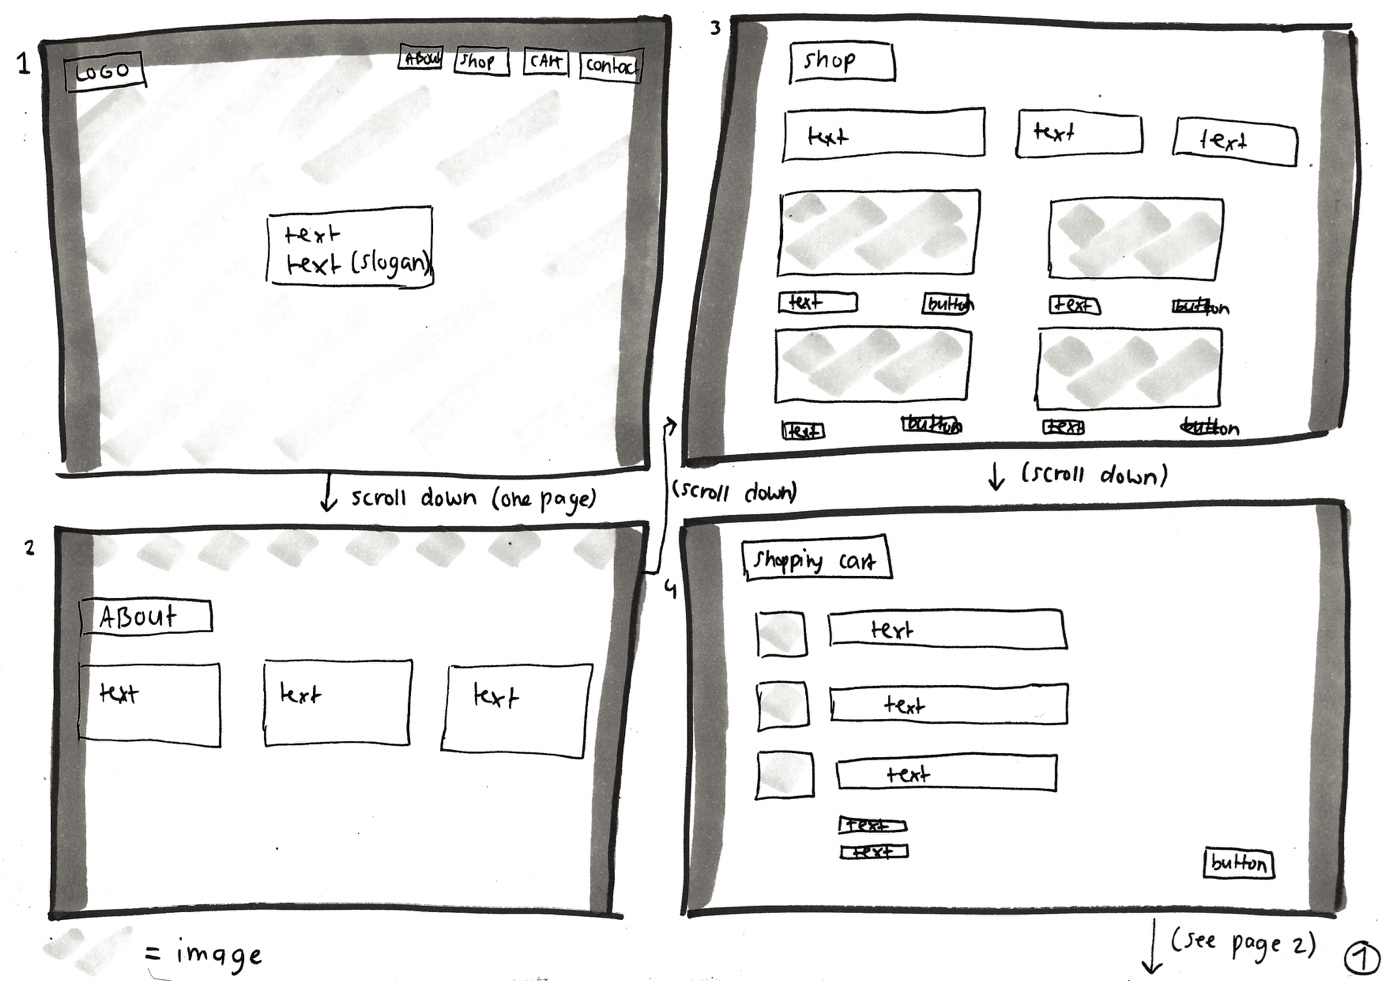 1
LOGO
ABout
shop
CArt
contact
text
text (slogan)
scroll down (one page)
2
ABout
text
text
text
= image
(scroll down)
3
shop
text
text
text
text
button
text
button
text
button
text
button
(scroll down)
4
shopping cart
text
text
text
text
text
button
(see page 2)
1